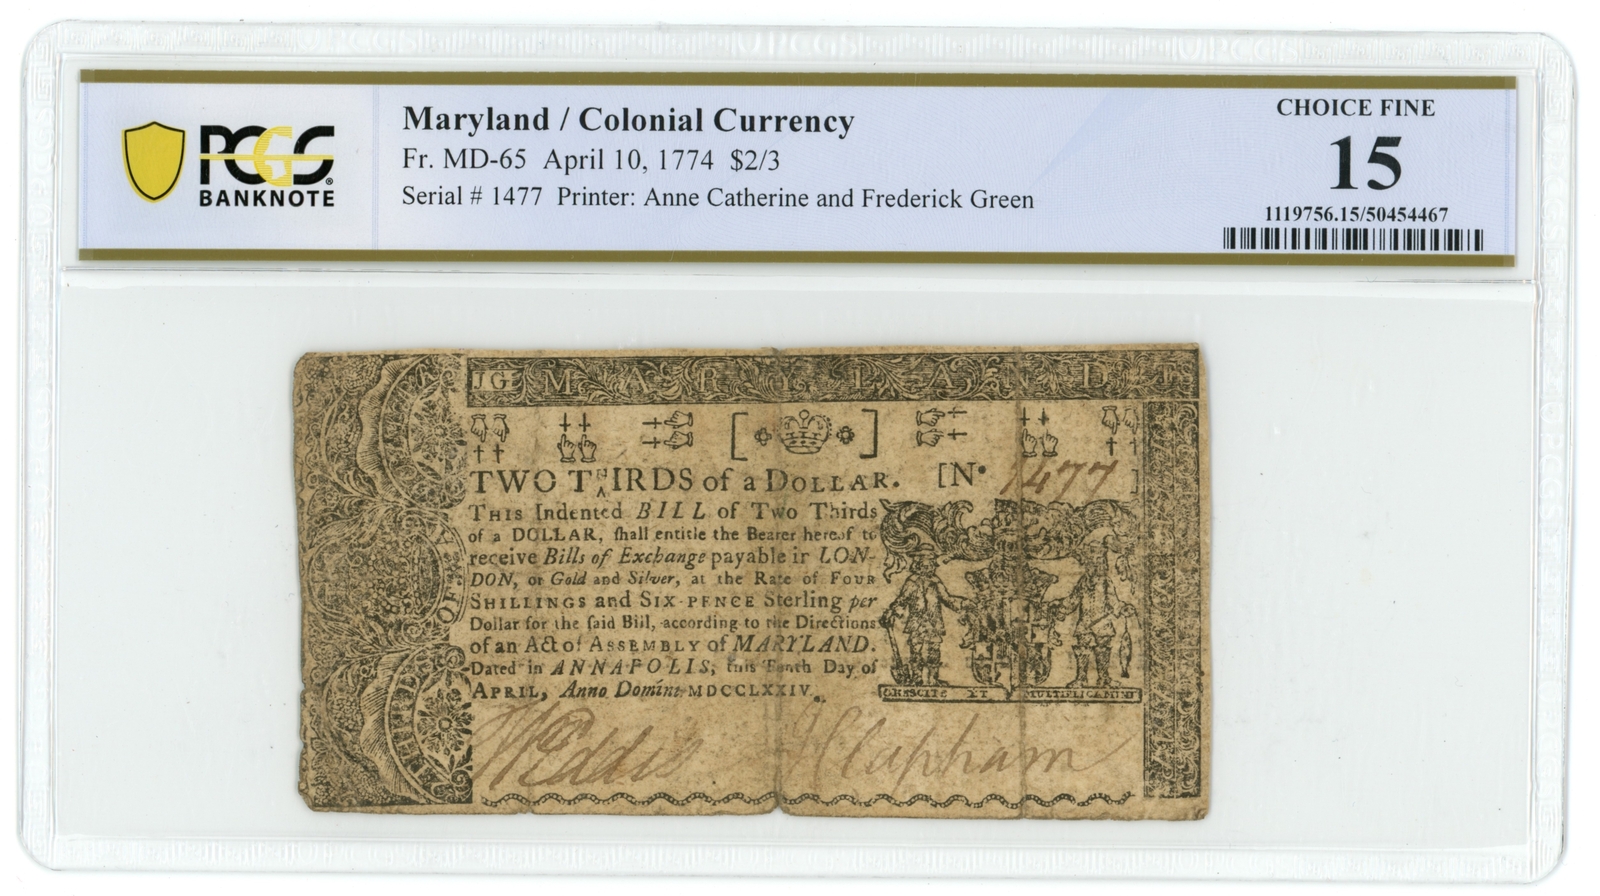 PCGS
BANKNOTE
Maryland / Colonial Currency
Fr. MD-65 April 10, 1774 $2/3
Serial # 1477 Printer: Anne Catherine and Frederick Green
CHOICE FINE
15
1119756.15/50454467
JG MARYLAND
TWO THIRDS of a DOLLAR. [No. 1477]
THIS Indented BILL of Two Thirds
of a DOLLAR, ſhall entitle the Bearer hereof to
receive Bills of Exchange payable in LON-
DON, or Gold and Silver, at the Rate of FOUR
SHILLINGS and SIX-PENCE Sterling per
Dollar for the ſaid Bill, according to the Directions
of an Act of ASSEMBLY of MARYLAND.
Dated in ANNAPOLIS, this Tenth Day of
APRIL, Anno Domini MDCCLXXIV.
CRESCITE ET MULTIPLICAMINI
OF
W Eddis
J Clapham